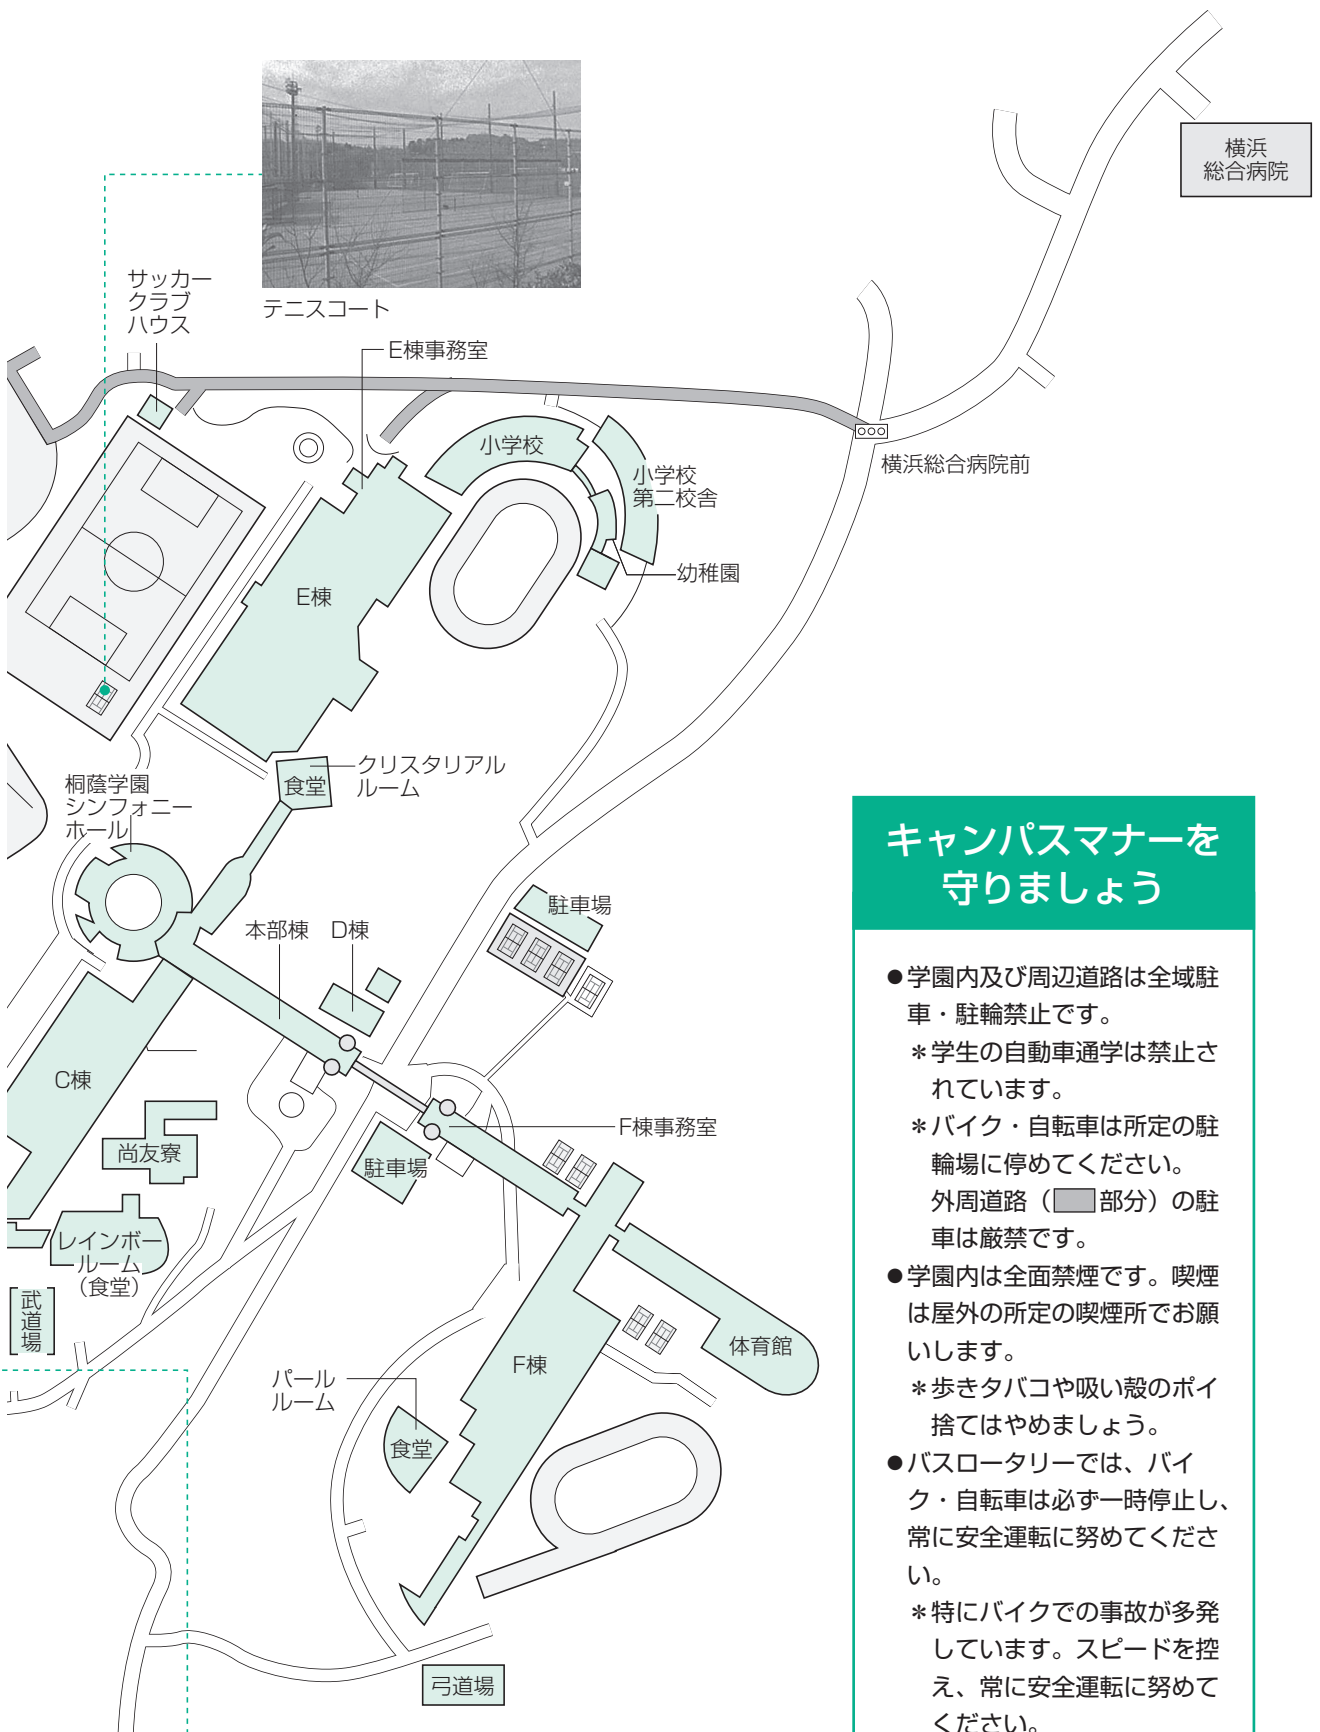 横浜
総合病院
サッカー
クラブ
ハウス
テニスコート
E棟事務室
小学校
小学校
第二校舎
横浜総合病院前
幼稚園
E棟
クリスタリアル
ルーム
食堂
桐蔭学園
シンフォニー
ホール
駐車場
本部棟
D棟
C棟
尚友寮
F棟事務室
駐車場
レインボー
ルーム
（食堂）
武道場
体育館
F棟
パール
ルーム
食堂
弓道場
キャンパスマナーを
守りましょう
●学園内及び周辺道路は全域駐
車・駐輪禁止です。
＊学生の自動車通学は禁止さ
れています。
＊バイク・自転車は所定の駐
輪場に停めてください。
外周道路（部分）の駐
車は厳禁です。
●学園内は全面禁煙です。喫煙
は屋外の所定の喫煙所でお願
いします。
＊歩きタバコや吸い殻のポイ
捨てはやめましょう。
●バスロータリーでは、バイ
ク・自転車は必ず一時停止し、
常に安全運転に努めてくださ
い。
＊特にバイクでの事故が多発
しています。スピードを控
え、常に安全運転に努めて
ください。